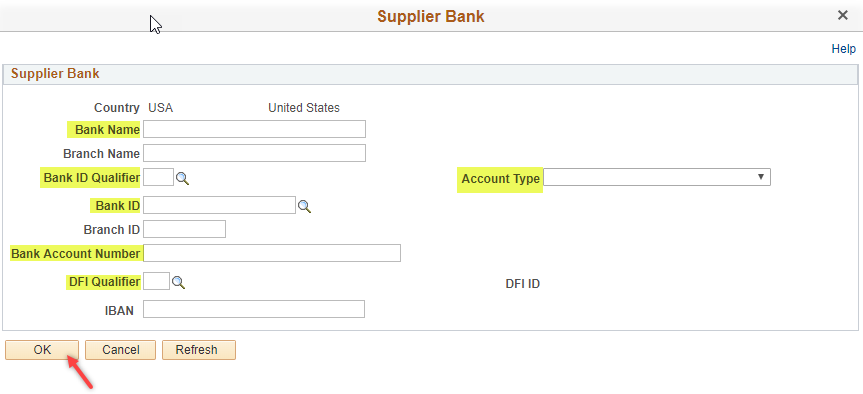 Supplier Bank
Help
Supplier Bank
Country USA United States
Bank Name
Branch Name
Bank ID Qualifier Account Type
Bank ID
Branch ID
Bank Account Number
DFI Qualifier DFI ID
IBAN
OK Cancel Refresh